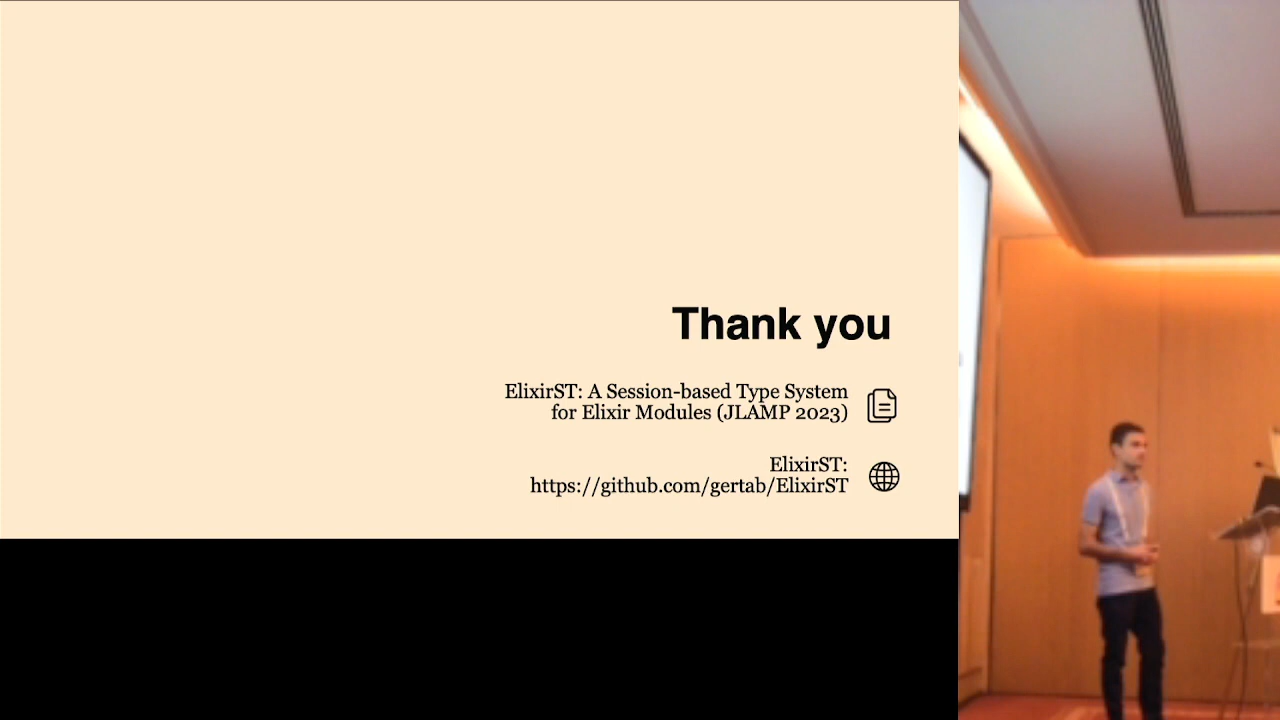 Thank you
ElixirST: A Session-based Type System
for Elixir Modules (JLAMP 2023)
ElixirST:
https://github.com/gertab/ElixirST